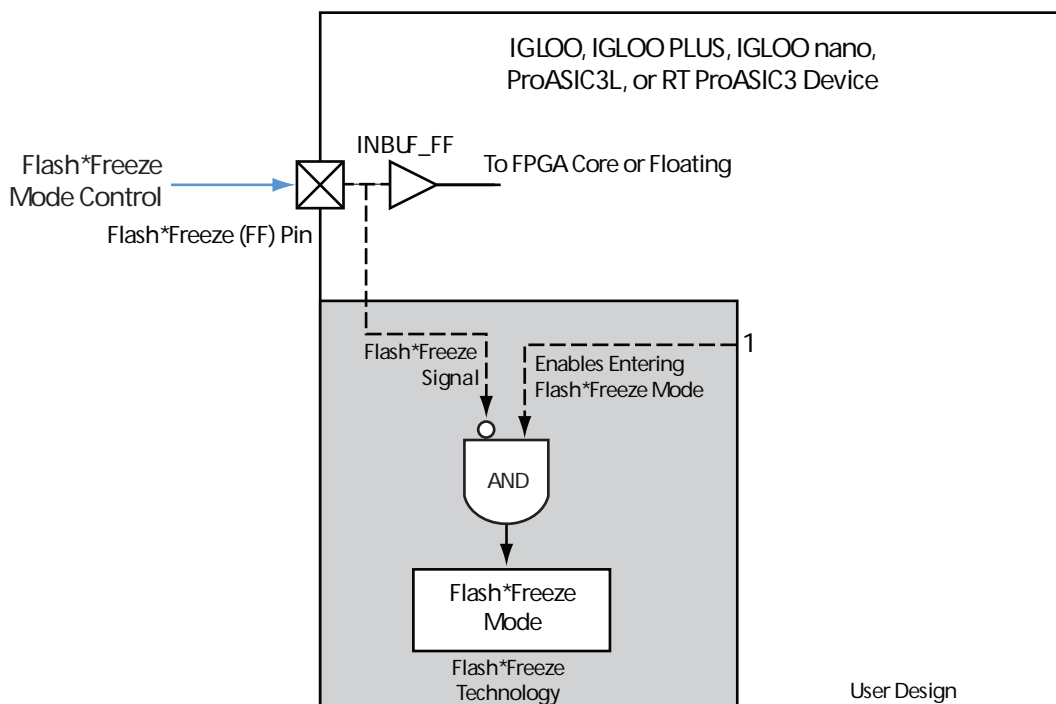 IGLOO, IGLOO PLUS, IGLOO nano,
ProASIC3L, or RT ProASIC3 Device
INBUF_FF
To FPGA Core or Floating
Flash*Freeze
Mode Control
Flash*Freeze (FF) Pin
1
Flash*Freeze
Signal
Enables Entering
Flash*Freeze Mode
AND
Flash*Freeze
Mode
Flash*Freeze
Technology
User Design